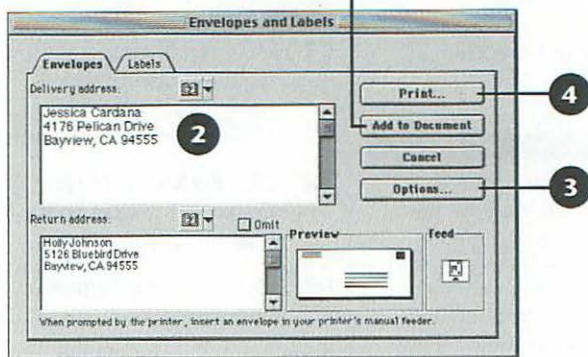 Envelopes and Labels
Envelopes Labels
Delivery address:
Jessica Cardana
4176 Pelican Drive
Bayview, CA 94555
2
Print...
4
Add to Document
Cancel
Options...
3
Return address:
Omit
Holly Johnson
5126 Bluebird Drive
Bayview, CA 94555
Preview
Feed
When prompted by the printer, insert an envelope in your printer's manual feeder.